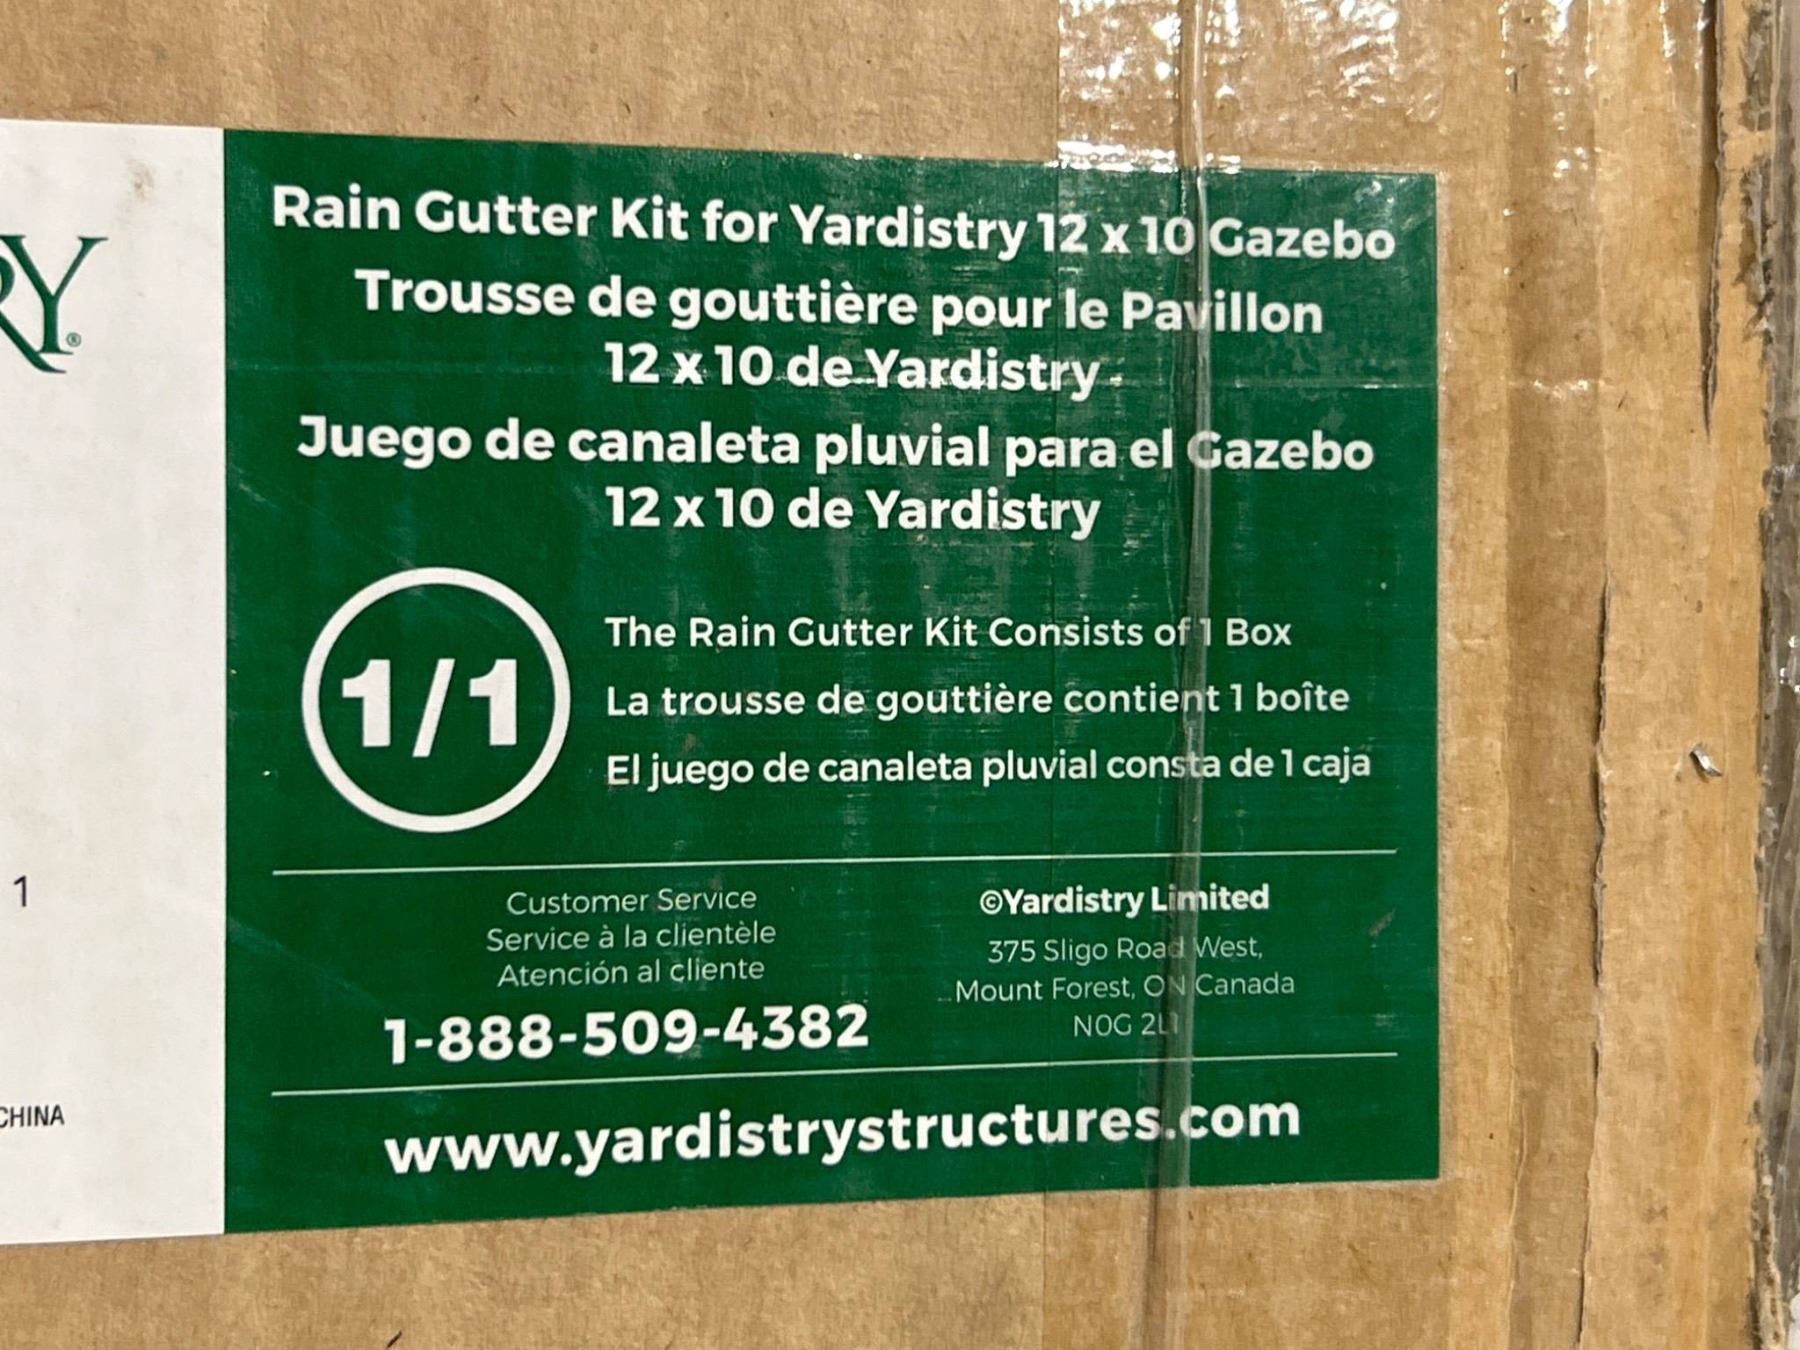 RY®
Rain Gutter Kit for Yardistry 12 x 10 Gazebo
Trousse de gouttière pour le Pavillon
12 x 10 de Yardistry
Juego de canaleta pluvial para el Gazebo
12 x 10 de Yardistry
1/1
The Rain Gutter Kit Consists of 1 Box
La trousse de gouttière contient 1 boîte
El juego de canaleta pluvial consta de 1 caja
1
Customer Service
Service à la clientèle
Atención al cliente
1-888-509-4382
©Yardistry Limited
375 Sligo Road West,
Mount Forest, ON Canada
N0G 2L1
CHINA
www.yardistrystructures.com